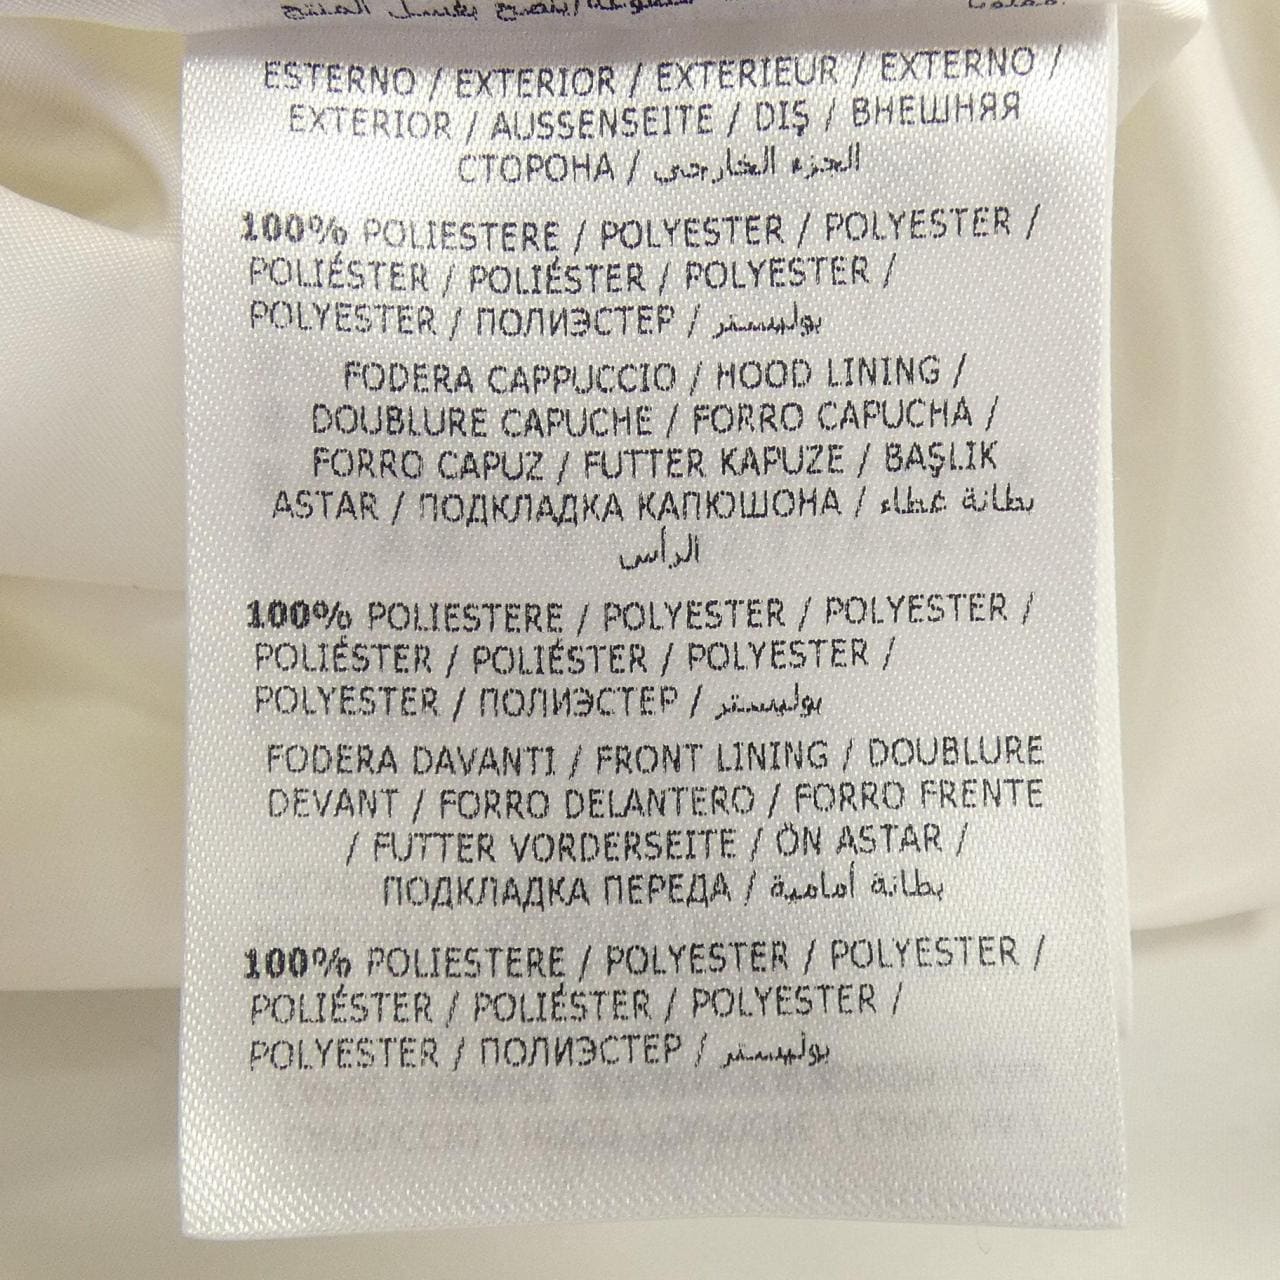 ESTERNO / EXTERIOR / EXTERIEUR / EXTERNO /
EXTERIOR / AUSSENSEITE / DIŞ / ВНЕШНЯЯ
СТОРОНА / الجزء الخارجي
100% POLIESTERE / POLYESTER / POLYESTER /
POLIÉSTER / POLIÉSTER / POLYESTER /
POLYESTER / ПОЛИЭСТЕР / بوليستر
FODERA CAPPUCCIO / HOOD LINING /
DOUBLURE CAPUCHE / FORRO CAPUCHA /
FORRO CAPUZ / FUTTER KAPUZE / BAŞLIK
ASTAR / ПОДКЛАДКА КАПЮШОНА / بطانة غطاء
الرأس
100% POLIESTERE / POLYESTER / POLYESTER /
POLIÉSTER / POLIÉSTER / POLYESTER /
POLYESTER / ПОЛИЭСТЕР / بوليستر
FODERA DAVANTI / FRONT LINING / DOUBLURE
DEVANT / FORRO DELANTERO / FORRO FRENTE
/ FUTTER VORDERSEITE / ÖN ASTAR /
ПОДКЛАДКА ПЕРЕДА / بطانة أمامية
100% POLIESTERE / POLYESTER / POLYESTER /
POLIÉSTER / POLIÉSTER / POLYESTER /
POLYESTER / ПОЛИЭСТЕР / بوليستر